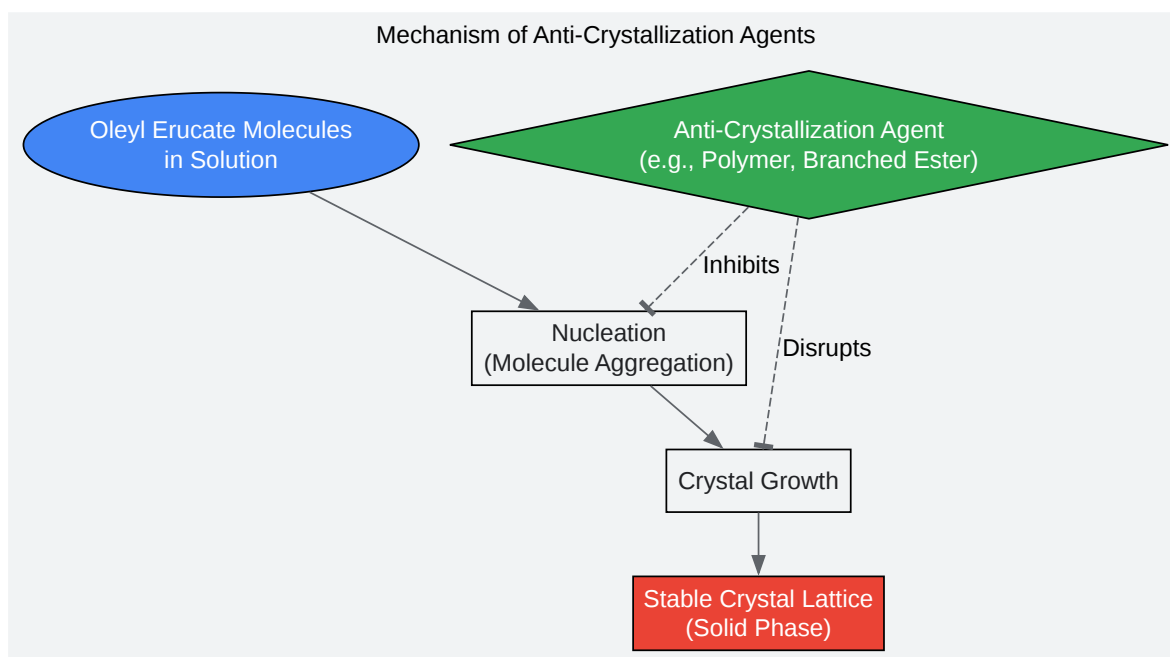 Mechanism of Anti-Crystallization Agents
Oleyl Erucate Molecules
in Solution
Anti-Crystallization Agent
(e.g., Polymer, Branched Ester)
Inhibits
Nucleation
(Molecule Aggregation)
Disrupts
Crystal Growth
Stable Crystal Lattice
(Solid Phase)